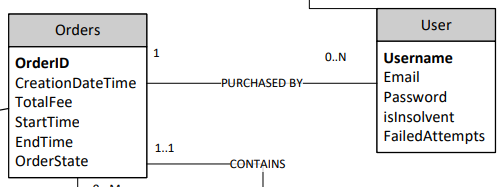 Orders
OrderID
CreationDateTime
TotalFee
StartTime
EndTime
OrderState
1
PURCHASED BY
0..N
User
Username
Email
Password
isInsolvent
FailedAttempts
1..1
CONTAINS
0..M